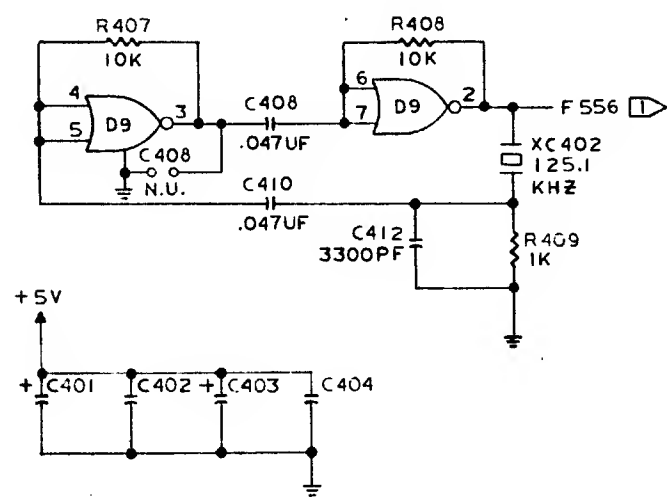 R407
10K
R408
10K
4
5
D9
3
C408
.047UF
6
7
D9
2
F556 1
C408
N.U.
XC402
125.1
KHZ
C410
.047UF
C412
3300PF
R409
1K
+5V
+ C401
C402
+ C403
C404